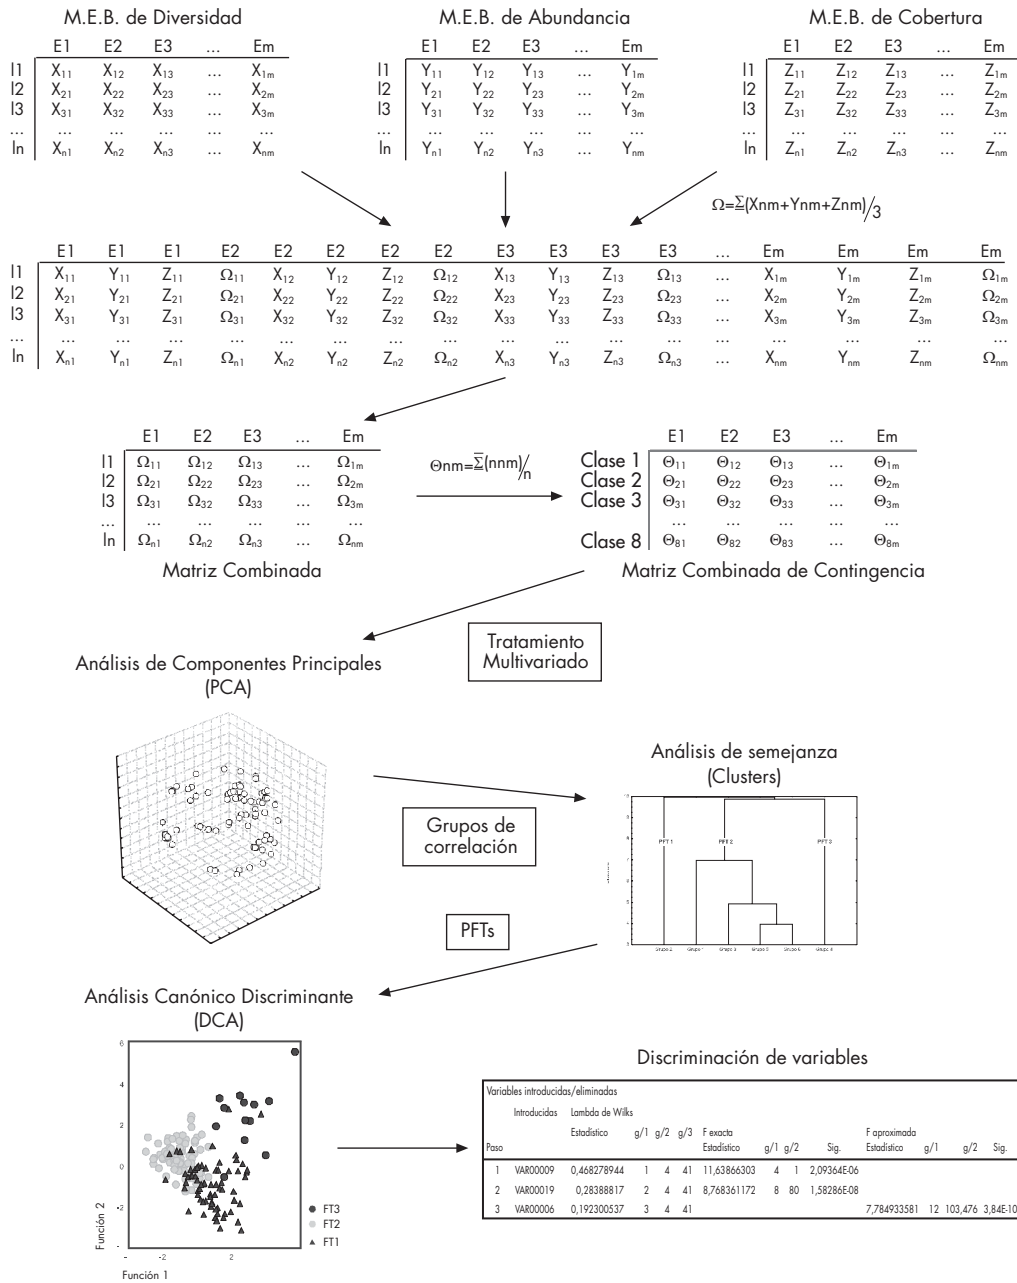 M.E.B. de Diversidad
E1 E2 E3 ... Em
I1 X11 X12 X13 ... X1m
I2 X21 X22 X23 ... X2m
I3 X31 X32 X33 ... X3m
... ... ... ... ... ...
In Xn1 Xn2 Xn3 ... Xnm
M.E.B. de Abundancia
E1 E2 E3 ... Em
I1 Y11 Y12 Y13 ... Y1m
I2 Y21 Y22 Y23 ... Y2m
I3 Y31 Y32 Y33 ... Y3m
... ... ... ... ... ...
In Yn1 Yn2 Yn3 ... Ynm
M.E.B. de Cobertura
E1 E2 E3 ... Em
I1 Z11 Z12 Z13 ... Z1m
I2 Z21 Z22 Z23 ... Z2m
I3 Z31 Z32 Z33 ... Z3m
... ... ... ... ... ...
In Zn1 Zn2 Zn3 ... Znm
Ω=Σ(Xnm+Ynm+Znm)/3
E1 E1 E1 E2 E2 E2 E2 E2 E3 E3 E3 E3 ... Em Em Em Em
I1 X11 Y11 Z11 Ω11 X12 Y12 Z12 Ω12 X13 Y13 Z13 Ω13 ... X1m Y1m Z1m Ω1m
I2 X21 Y21 Z21 Ω21 X22 Y22 Z22 Ω22 X23 Y23 Z23 Ω23 ... X2m Y2m Z2m Ω2m
I3 X31 Y31 Z31 Ω31 X32 Y32 Z32 Ω32 X33 Y33 Z33 Ω33 ... X3m Y3m Z3m Ω3m
... ... ... ... ... ... ... ... ... ... ... ... ... ... ... ... ... ...
In Xn1 Yn1 Zn1 Ωn1 Xn2 Yn2 Zn2 Ωn2 Xn3 Yn3 Zn3 Ωn3 ... Xnm Ynm Znm Ωnm
E1 E2 E3 ... Em
I1 Ω11 Ω12 Ω13 ... Ω1m
I2 Ω21 Ω22 Ω23 ... Ω2m
I3 Ω31 Ω32 Ω33 ... Ω3m
... ... ... ... ... ...
In Ωn1 Ωn2 Ωn3 ... Ωnm
Matriz Combinada
Θnm=Σ(nnm)/n
E1 E2 E3 ... Em
Clase 1 Θ11 Θ12 Θ13 ... Θ1m
Clase 2 Θ21 Θ22 Θ23 ... Θ2m
Clase 3 Θ31 Θ32 Θ33 ... Θ3m
... ... ... ... ...
Clase 8 Θ81 Θ82 Θ83 ... Θ8m
Matriz Combinada de Contingencia
Tratamiento
Multivariado
Análisis de Componentes Principales
(PCA)
Grupos de
correlación
Análisis de semejanza
(Clusters)
PFT 1 PFT 2 PFT 3
PFTs
Análisis Canónico Discriminante
(DCA)
6
4
2
0
-2
-
Función 2
- -2 2
Función 1
FT3
FT2
FT1
Discriminación de variables
Variables introducidas/eliminadas
Introducidas Lambda de Wilks
Estadístico g/1 g/2 g/3 F exacta F aproximada
Paso Estadístico g/1 g/2 Sig. Estadístico g/1 g/2 Sig.
1 VAR00009 0,468278944 1 4 41 11,63866303 4 1 2,09364E-06
2 VAR00019 0,28388817 2 4 41 8,768361172 8 80 1,58286E-08
3 VAR00006 0,192300537 3 4 41 7,784933581 12 103,476 3,84E-10